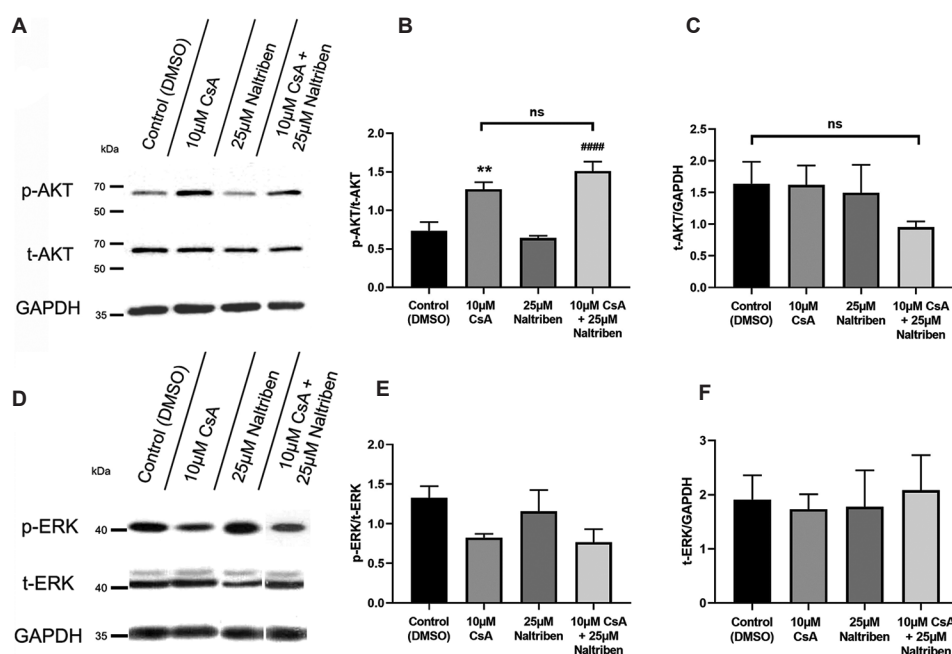 A
Control (DMSO)
10µM CsA
25µM Naltriben
10µM CsA +
25µM Naltriben
kDa
p-AKT
70
50
t-AKT
70
50
GAPDH
35
B
ns
####
**
2.0
1.5
1.0
0.5
0.0
p-AKT/t-AKT
Control
(DMSO)
10µM
CsA
25µM
Naltriben
10µM CsA
+ 25µM
Naltriben
C
ns
2.5
2.0
1.5
1.0
0.5
0.0
t-AKT/GAPDH
Control
(DMSO)
10µM
CsA
25µM
Naltriben
10µM CsA
+ 25µM
Naltriben
D
Control (DMSO)
10µM CsA
25µM Naltriben
10µM CsA +
25µM Naltriben
kDa
p-ERK
40
t-ERK
40
GAPDH
35
E
2.0
1.5
1.0
0.5
0.0
p-ERK/t-ERK
Control
(DMSO)
10µM
CsA
25µM
Naltriben
10µM CsA
+ 25µM
Naltriben
F
3
2
1
0
t-ERK/GAPDH
Control
(DMSO)
10µM
CsA
25µM
Naltriben
10µM CsA
+ 25µM
Naltriben